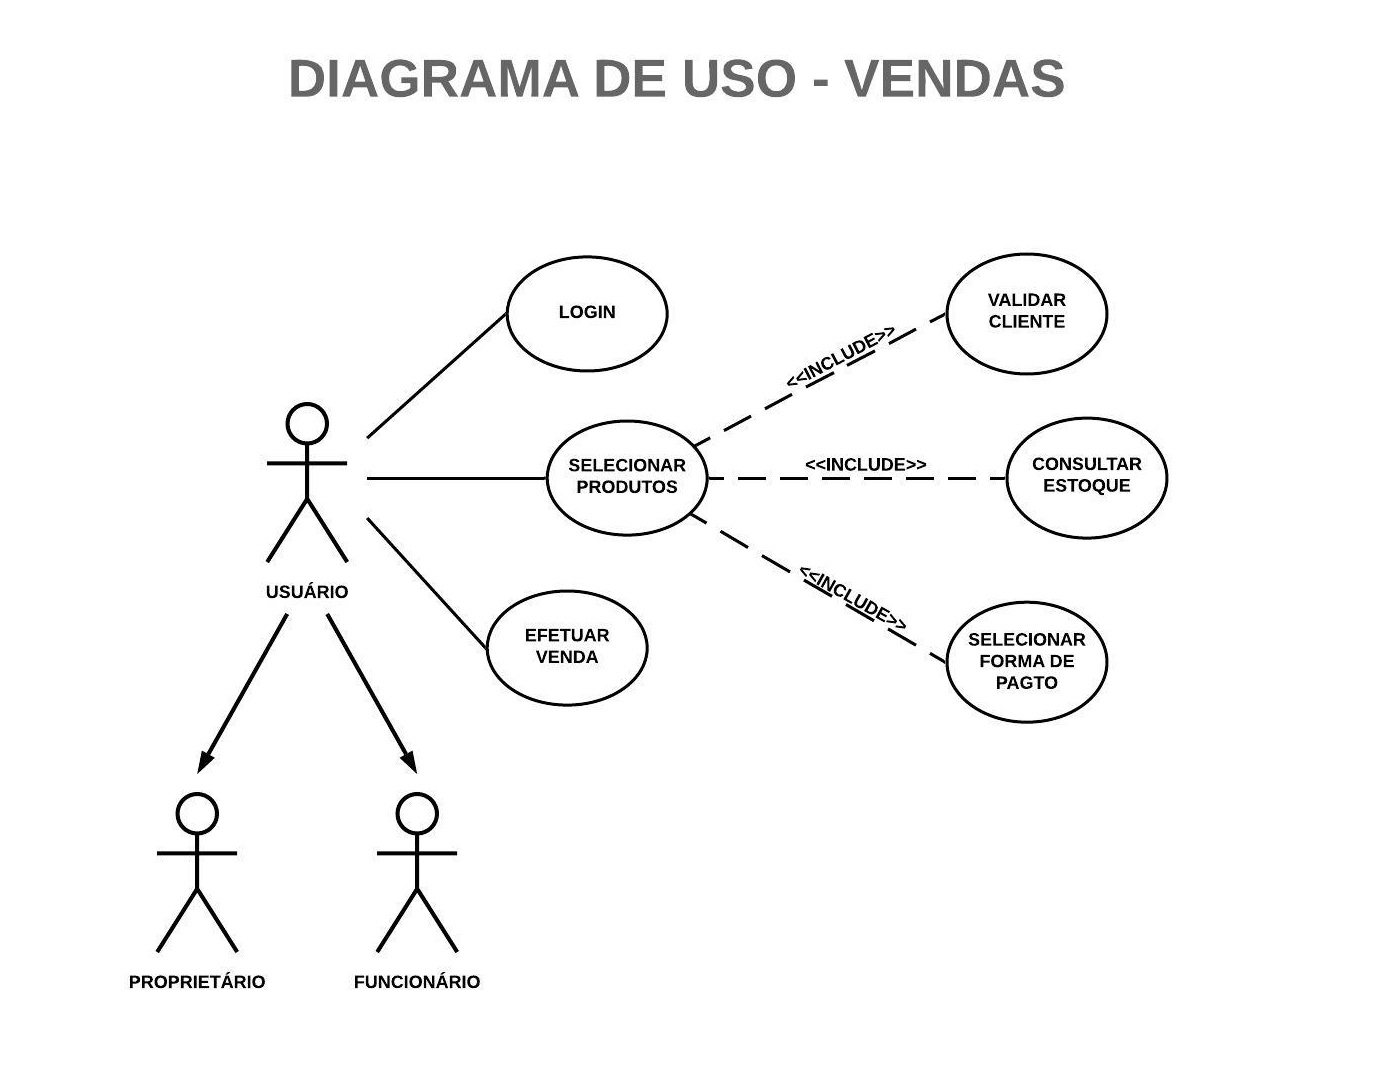 DIAGRAMA DE USO - VENDAS
LOGIN
VALIDAR
CLIENTE
<<INCLUDE>>
SELECIONAR
PRODUTOS
<<INCLUDE>>
CONSULTAR
ESTOQUE
<<INCLUDE>>
USUÁRIO
EFETUAR
VENDA
SELECIONAR
FORMA DE
PAGTO
PROPRIETÁRIO
FUNCIONÁRIO